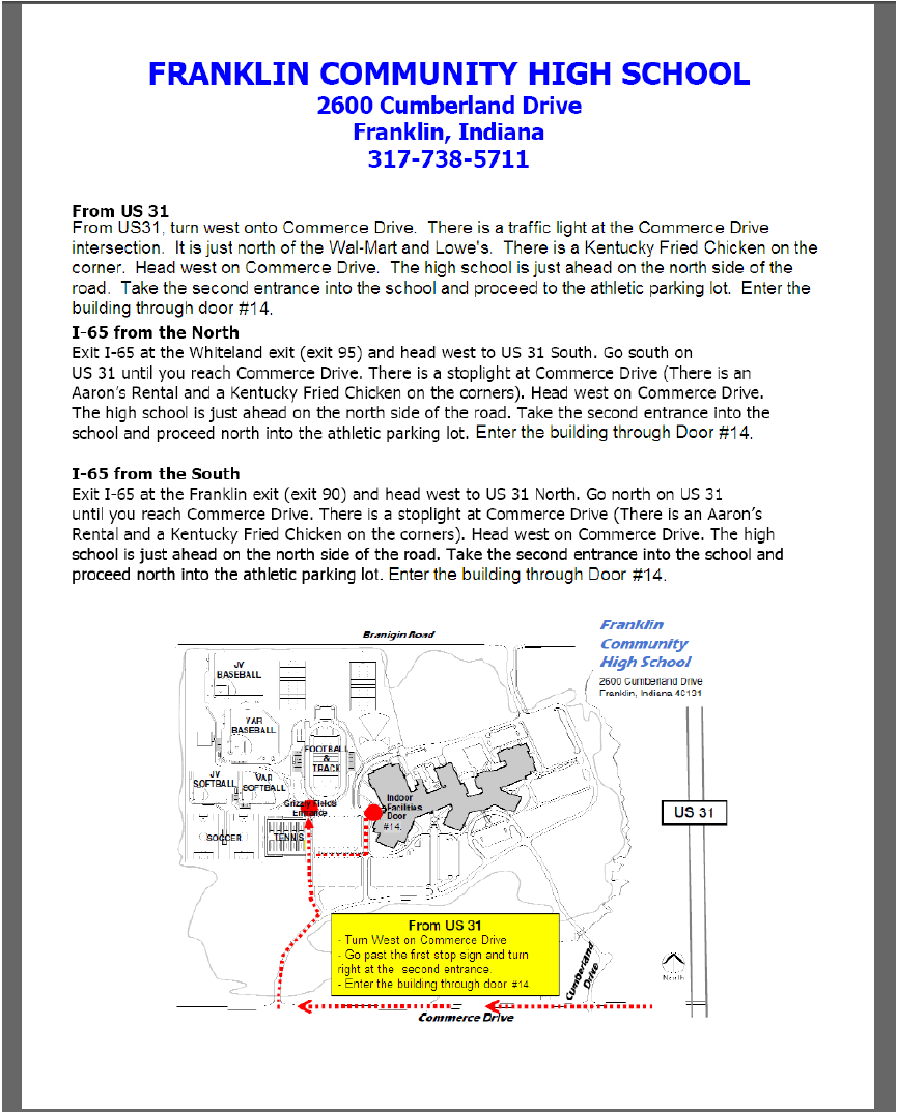 FRANKLIN COMMUNITY HIGH SCHOOL
2600 Cumberland Drive
Franklin, Indiana
317-738-5711
From US 31
From US31, turn west onto Commerce Drive.  There is a traffic light at the Commerce Drive
intersection.  It is just north of the Wal-Mart and Lowe's.  There is a Kentucky Fried Chicken on the
corner.  Head west on Commerce Drive.  The high school is just ahead on the north side of the
road.  Take the second entrance into the school and proceed to the athletic parking lot.  Enter the
building through door #14.
I-65 from the North
Exit I-65 at the Whiteland exit (exit 95) and head west to US 31 South. Go south on
US 31 until you reach Commerce Drive. There is a stoplight at Commerce Drive (There is an
Aaron's Rental and a Kentucky Fried Chicken on the corners). Head west on Commerce Drive.
The high school is just ahead on the north side of the road. Take the second entrance into the
school and proceed north into the athletic parking lot. Enter the building through Door #14.
I-65 from the South
Exit I-65 at the Franklin exit (exit 90) and head west to US 31 North. Go north on US 31
until you reach Commerce Drive. There is a stoplight at Commerce Drive (There is an Aaron's
Rental and a Kentucky Fried Chicken on the corners). Head west on Commerce Drive. The high
school is just ahead on the north side of the road. Take the second entrance into the school and
proceed north into the athletic parking lot. Enter the building through Door #14.
Franklin
Community
High School
2600 Cumberland Drive
Franklin, Indiana 46131
Branigin Road
JV
BASEBALL
VAR
BASEBALL
FOOTBALL
&
TRACK
JV
SOFTBALL
VAR
SOFTBALL
Grizzly Fields
Entrance
Indoor
Facilities
Door
#14.
SOCCER
TENNIS
US 31
From US 31
- Turn West on Commerce Drive
- Go past the first stop sign and turn
right at the second entrance.
- Enter the building through door #14.
Cumberland
Drive
North
Commerce Drive